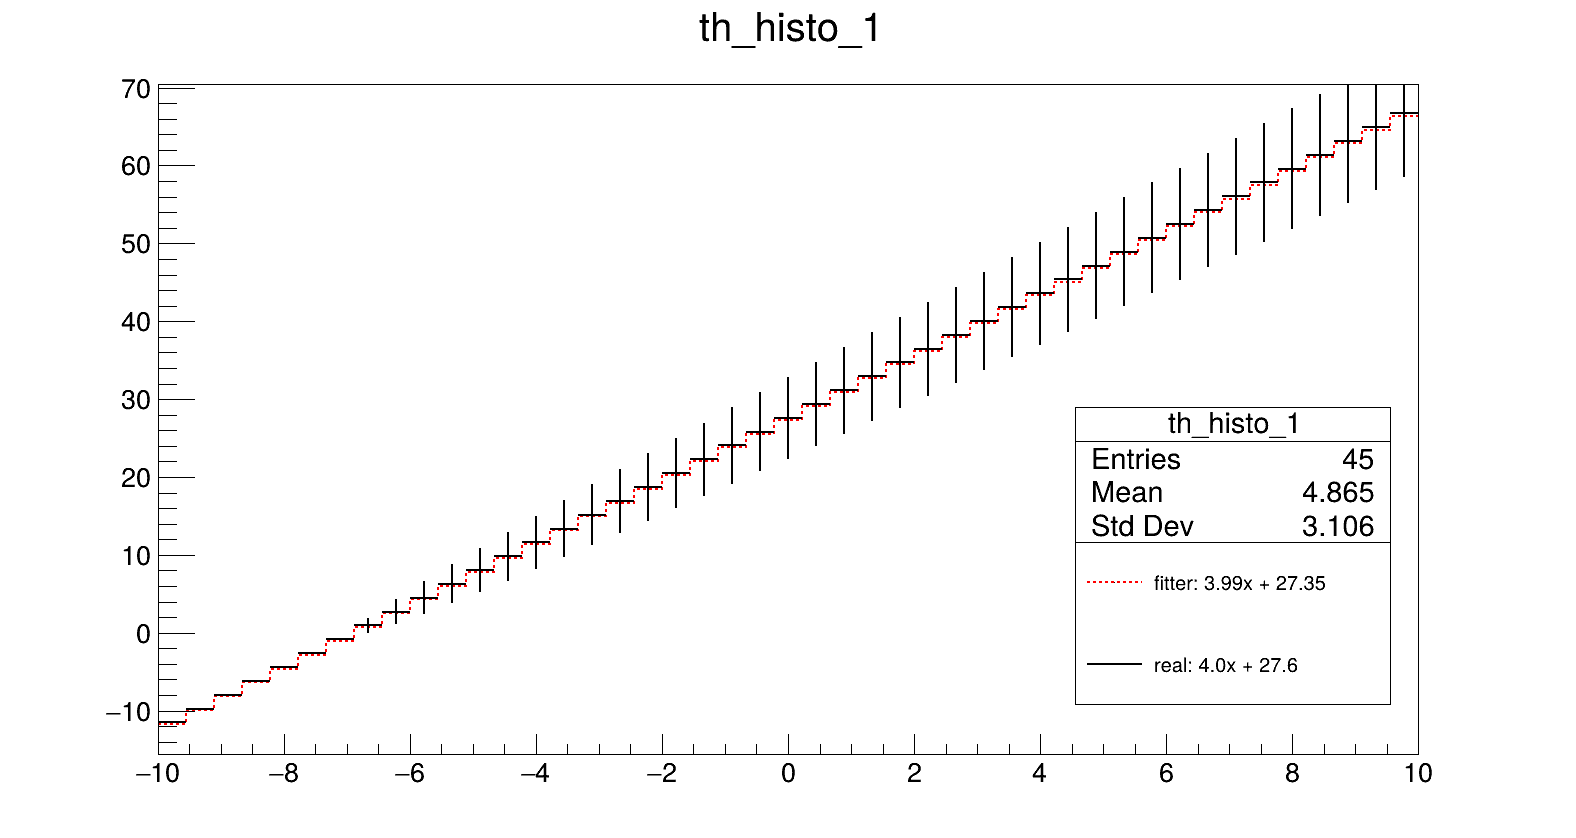 th_histo_1
70
60
50
40
30
20
10
0
−10
−10 −8 −6 −4 −2 0 2 4 6 8 10
th_histo_1
Entries 45
Mean 4.865
Std Dev 3.106
fitter: 3.99x + 27.35
real: 4.0x + 27.6